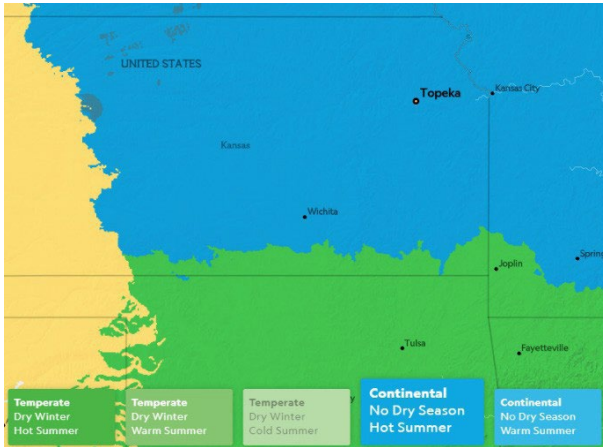 UNITED STATES
Topeka
Kansas City
Kansas
Wichita
Joplin
Tulsa
Fayetteville
Temperate
Dry Winter
Hot Summer
Temperate
Dry Winter
Warm Summer
Temperate
Dry Winter
Cold Summer
Continental
No Dry Season
Hot Summer
Continental
No Dry Season
Warm Summer